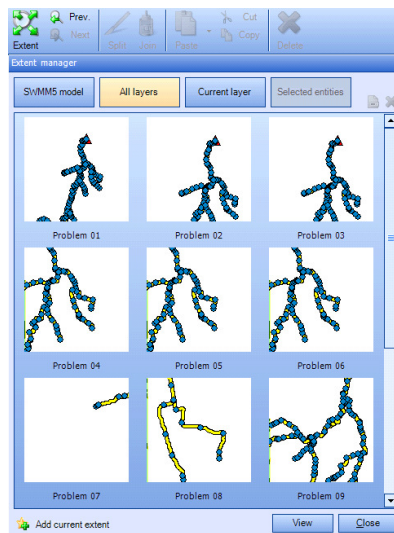 Extent
Prev.
Next
Split
Join
Paste
Cut
Copy
Delete
Extent manager
SWMM5 model
All layers
Current layer
Selected entities
Problem 01
Problem 02
Problem 03
Problem 04
Problem 05
Problem 06
Problem 07
Problem 08
Problem 09
Add current extent
View
Close